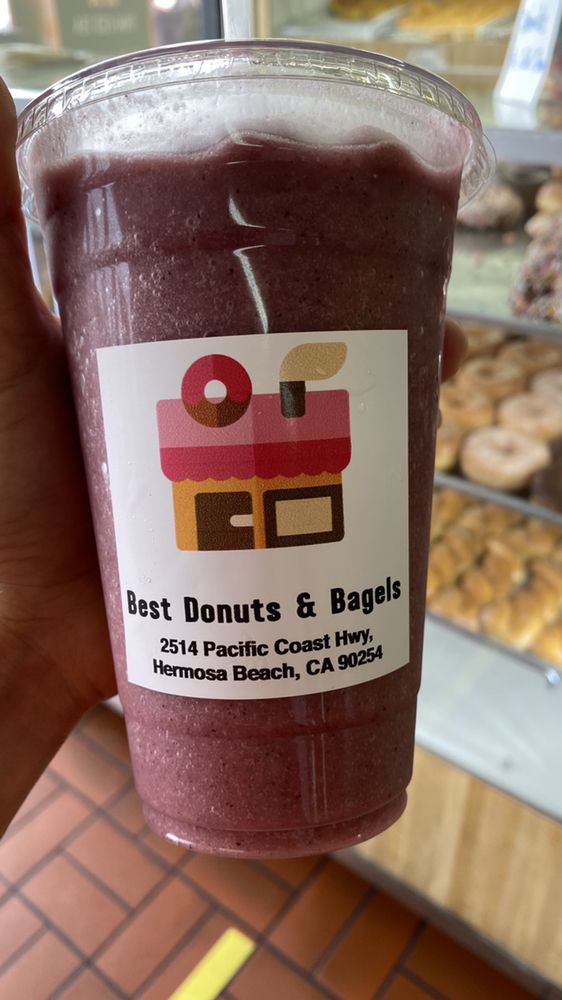 Best Donuts & Bagels
2514 Pacific Coast Hwy,
Hermosa Beach, CA 90254